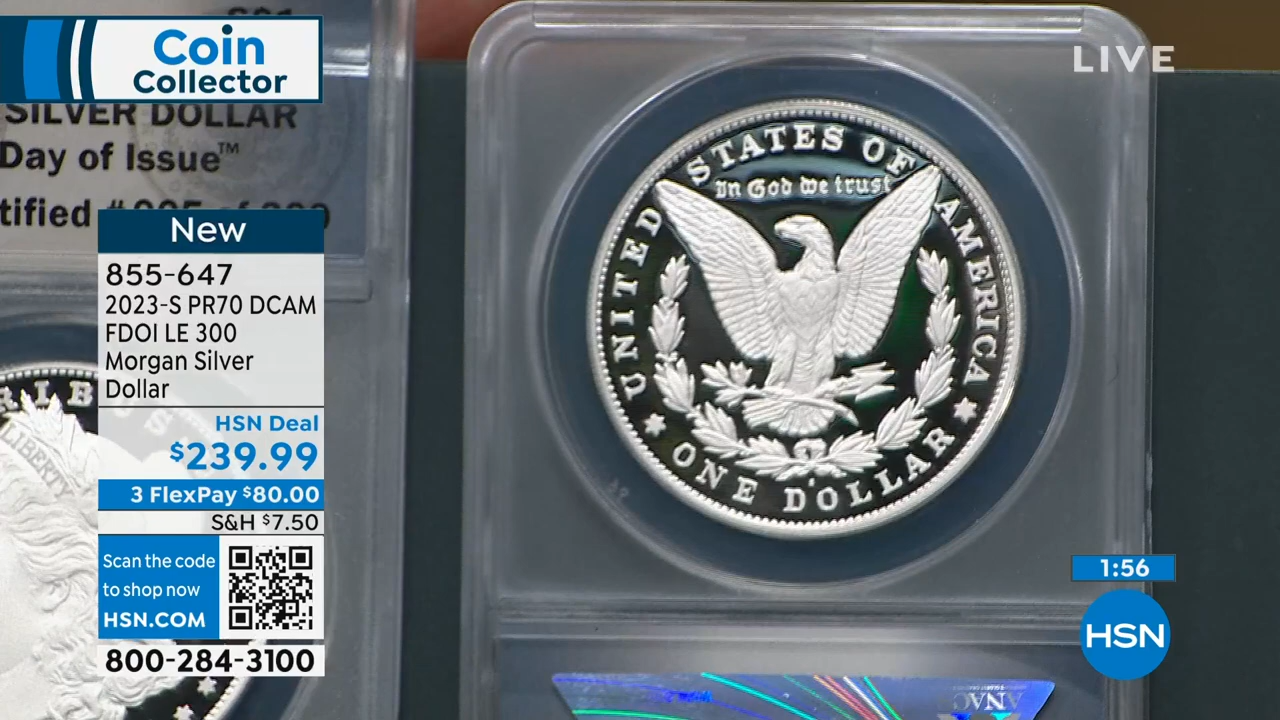 Coin
Collector
LIVE
SILVER DOLLAR
Day of Issue™
New
855-647
2023-S PR70 DCAM
FDOI LE 300
Morgan Silver
Dollar
HSN Deal
$239.99
3 FlexPay $80.00
S&H $7.50
Scan the code
to shop now
HSN.COM
800-284-3100
LIBERTY
UNITED STATES OF AMERICA
In God we trust
ONE DOLLAR
1:56
HSN
ANAC